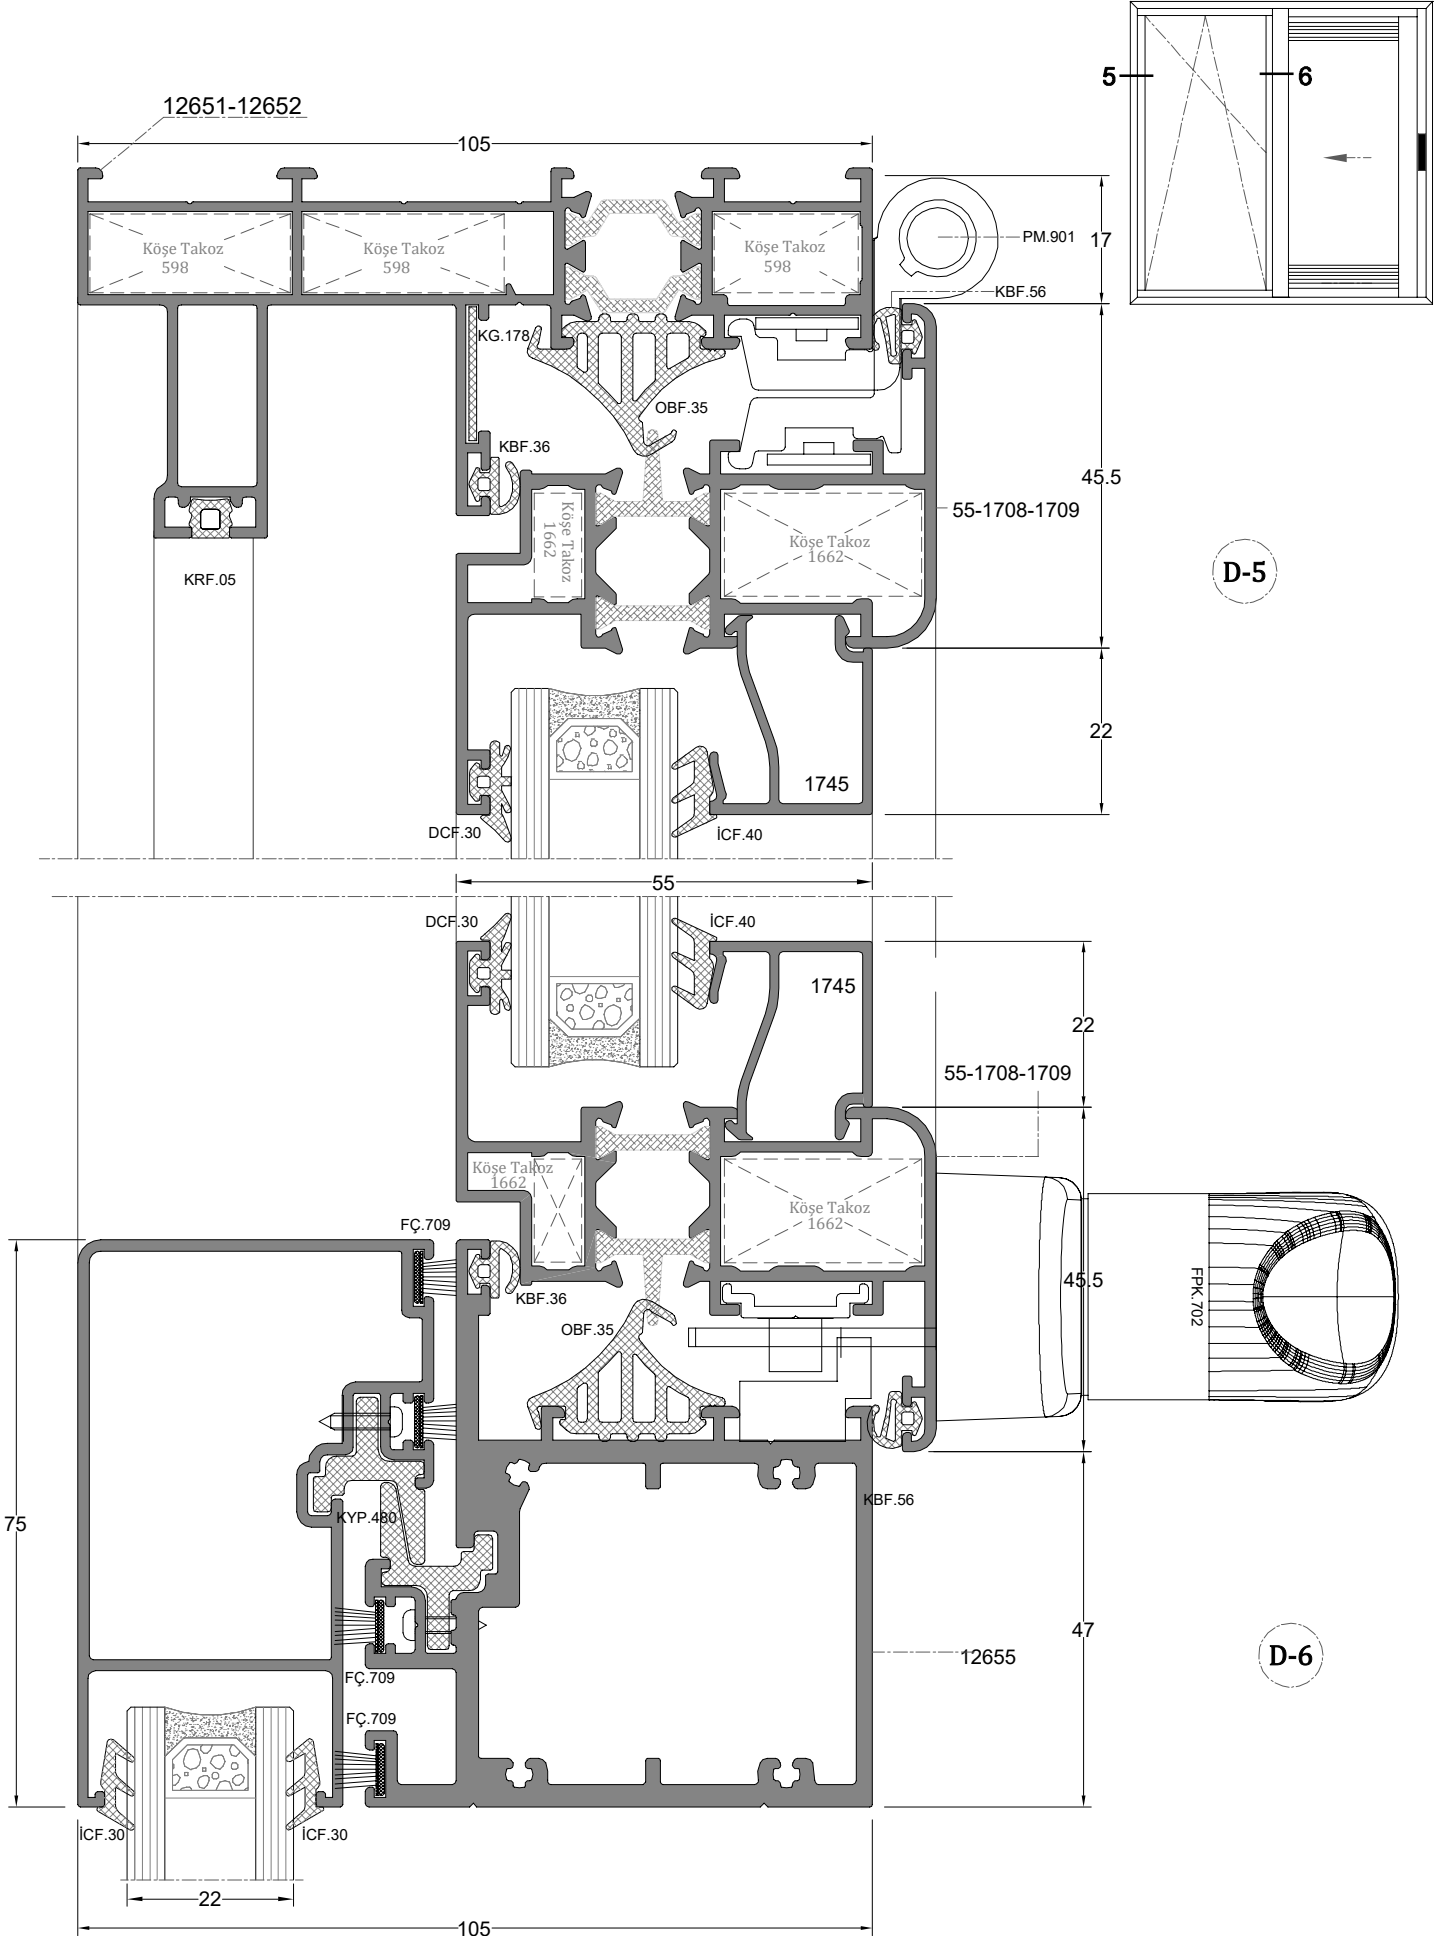 5
6
12651-12652
105
Köşe Takoz
598
Köşe Takoz
598
Köşe Takoz
598
PM.901
17
KBF.56
KG.178
OBF.35
KBF.36
45.5
55-1708-1709
Köşe Takoz
1662
Köşe Takoz
1662
D-5
KRF.05
22
1745
DCF.30
İCF.40
55
DCF.30
İCF.40
1745
22
55-1708-1709
Köşe Takoz
1662
Köşe Takoz
1662
FÇ.709
KBF.36
45.5
FPK.702
OBF.35
KBF.56
KYP.480
75
47
12655
D-6
FÇ.709
FÇ.709
İCF.30
İCF.30
22
105